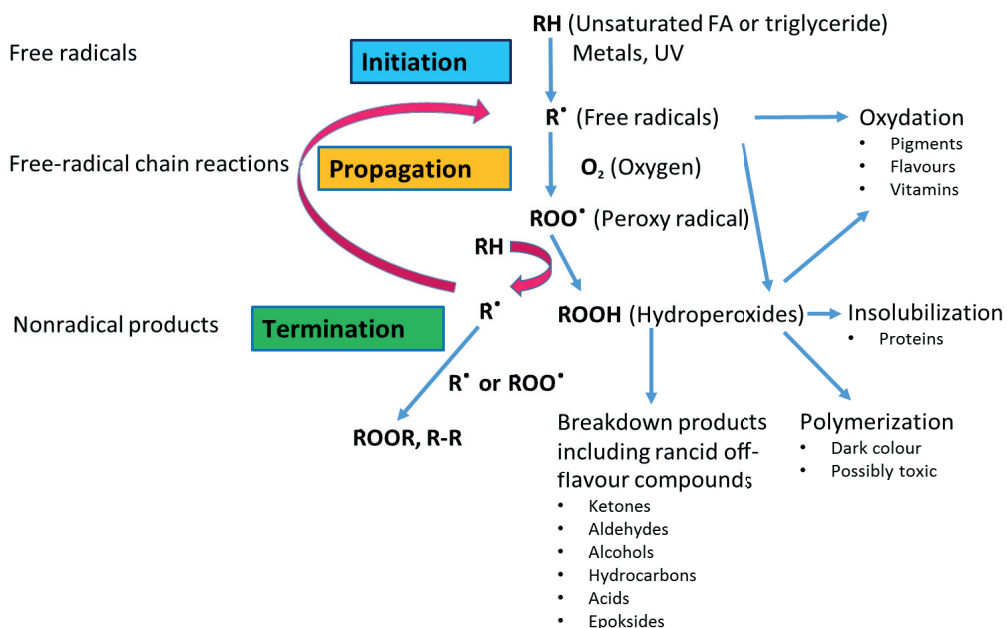 RH (Unsaturated FA or triglyceride)
Free radicals
Initiation
Metals, UV
R• (Free radicals)
Oxydation
• Pigments
• Flavours
• Vitamins
Free-radical chain reactions
Propagation
O₂ (Oxygen)
ROO• (Peroxy radical)
RH
Nonradical products
Termination
R•
ROOH (Hydroperoxides)
Insolubilization
• Proteins
R• or ROO•
ROOR, R-R
Breakdown products
including rancid off-
flavour compounds
• Ketones
• Aldehydes
• Alcohols
• Hydrocarbons
• Acids
• Epoksides
Polymerization
• Dark colour
• Possibly toxic